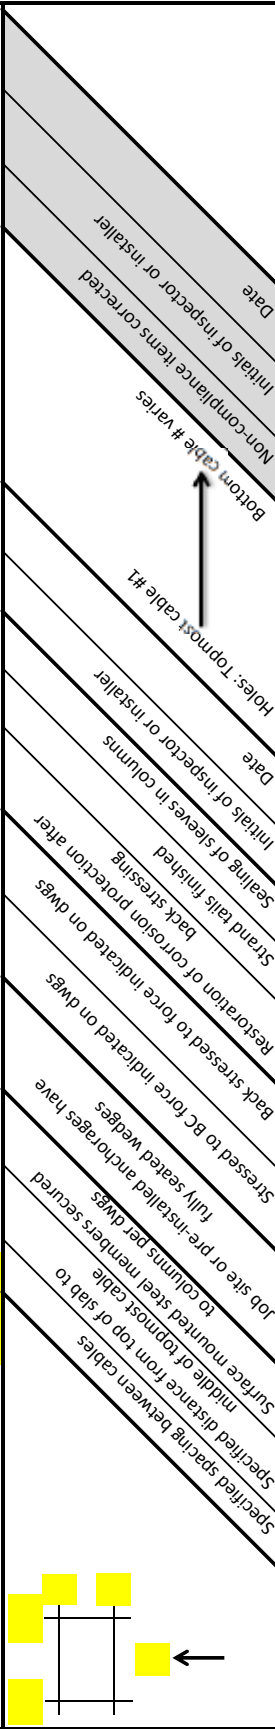 Date
Initials of inspector or installer
Non-compliance items corrected
Bottom cable # varies
Holes: Topmost cable #1
Date
Initials of inspector or installer
Sealing of sleeves in columns
Strand tails finished
Restoration of corrosion protection after
back stressing
Back stressed to force indicated on dwgs
Stressed to BC force indicated on dwgs
Job site or pre-installed anchorages have
fully seated wedges
Surface mounted steel members secured
to columns per dwgs
Specified distance from top of slab to
middle of topmost cable
Specified spacing between cables